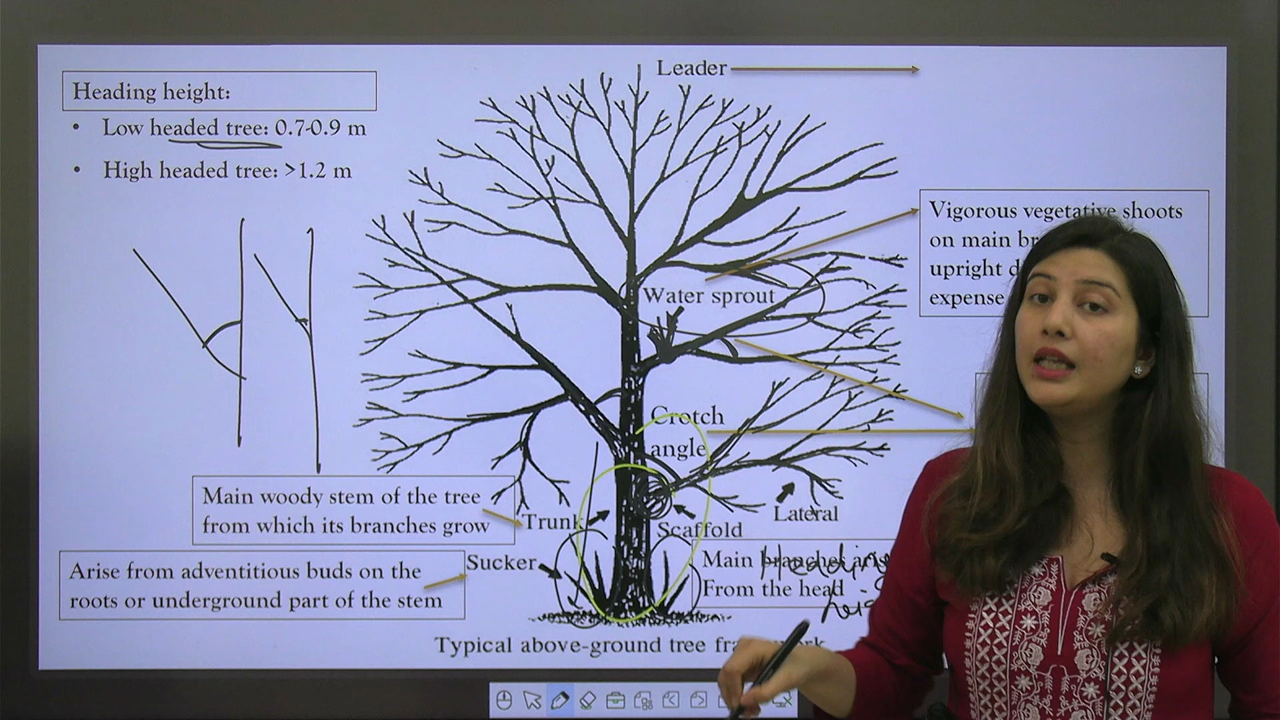 Heading height:
• Low headed tree: 0.7-0.9 m
• High headed tree: >1.2 m
Leader
Vigorous vegetative shoots
on main
upright
expense
Water sprout
Crotch
angle
Main woody stem of the tree
from which its branches grow
Trunk
Scaffold
Lateral
Sucker
Arise from adventitious buds on the
roots or underground part of the stem
Main branches
From the head
Heading
Typical above-ground tree